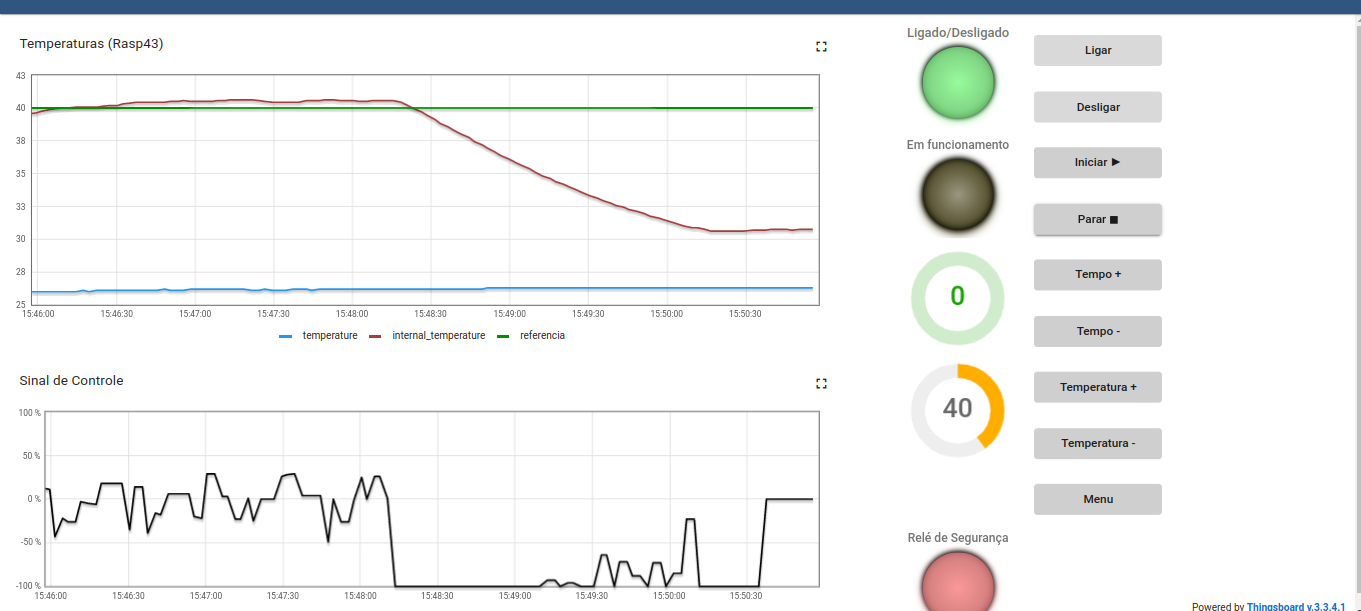 Temperaturas (Rasp43)
43
40
38
35
33
30
28
25
15:46:00 15:46:30 15:47:00 15:47:30 15:48:00 15:48:30 15:49:00 15:49:30 15:50:00 15:50:30
temperature internal_temperature referencia
Sinal de Controle
100 %
50 %
0 %
-50 %
-100 %
15:46:00 15:46:30 15:47:00 15:47:30 15:48:00 15:48:30 15:49:00 15:49:30 15:50:00 15:50:30
Ligado/Desligado
Ligar
Desligar
Em funcionamento
Iniciar ▶
Parar ■
0
Tempo +
Tempo -
40
Temperatura +
Temperatura -
Menu
Relé de Segurança
Powered by Thingsboard v.3.3.4.1